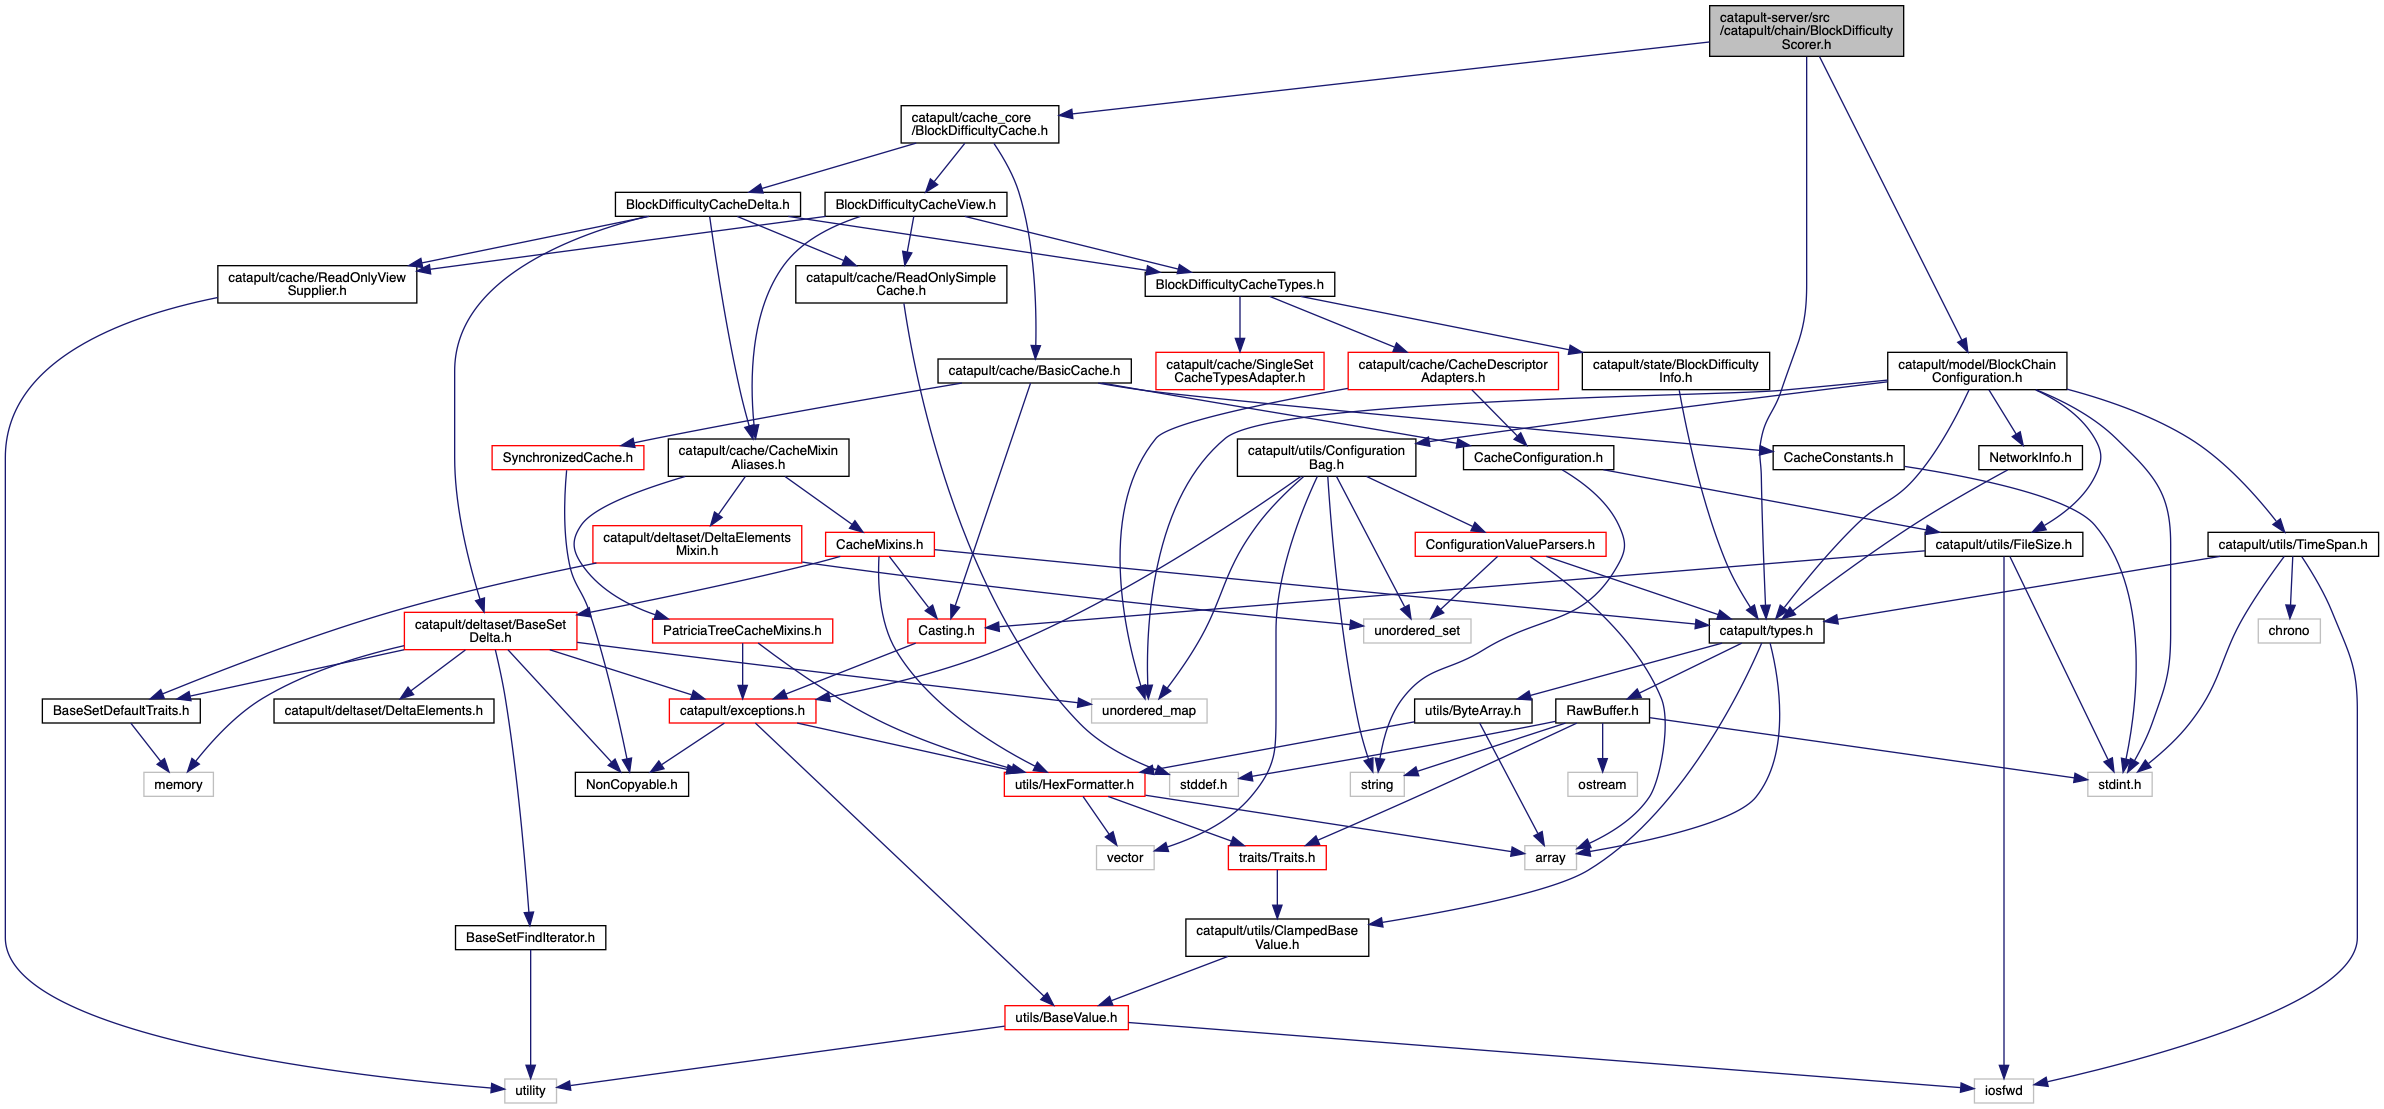 catapult-server/src
/catapult/chain/BlockDifficulty
Scorer.h
catapult/cache_core
/BlockDifficultyCache.h
BlockDifficultyCacheDelta.h
BlockDifficultyCacheView.h
catapult/cache/ReadOnlyView
Supplier.h
catapult/cache/ReadOnlySimple
Cache.h
BlockDifficultyCacheTypes.h
catapult/cache/BasicCache.h
catapult/cache/SingleSet
CacheTypesAdapter.h
catapult/cache/CacheDescriptor
Adapters.h
catapult/state/BlockDifficulty
Info.h
catapult/model/BlockChain
Configuration.h
SynchronizedCache.h
catapult/cache/CacheMixin
Aliases.h
catapult/utils/Configuration
Bag.h
CacheConfiguration.h
CacheConstants.h
NetworkInfo.h
catapult/deltaset/DeltaElements
Mixin.h
CacheMixins.h
ConfigurationValueParsers.h
catapult/utils/FileSize.h
catapult/utils/TimeSpan.h
catapult/deltaset/BaseSet
Delta.h
PatriciaTreeCacheMixins.h
Casting.h
unordered_set
catapult/types.h
chrono
BaseSetDefaultTraits.h
catapult/deltaset/DeltaElements.h
catapult/exceptions.h
unordered_map
utils/ByteArray.h
RawBuffer.h
memory
NonCopyable.h
utils/HexFormatter.h
stddef.h
string
ostream
stdint.h
vector
traits/Traits.h
array
BaseSetFindIterator.h
catapult/utils/ClampedBase
Value.h
utils/BaseValue.h
utility
iosfwd